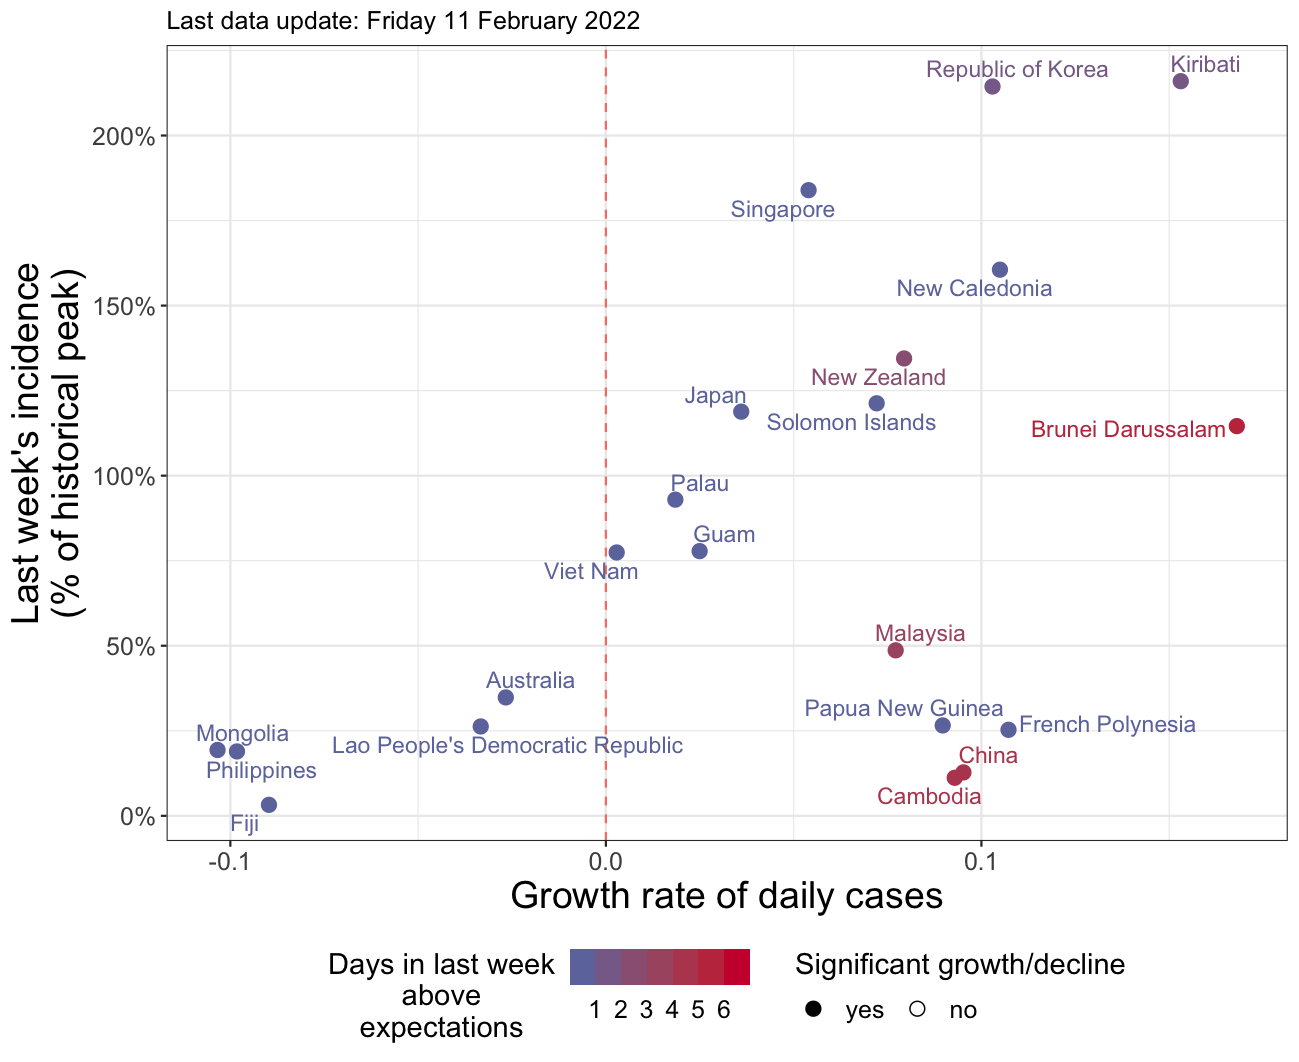 Last data update: Friday 11 February 2022
Republic of Korea
Kiribati
200%
Singapore
New Caledonia
150%
New Zealand
Japan
Solomon Islands
Brunei Darussalam
100%
Palau
Guam
Viet Nam
50%
Malaysia
Australia
Papua New Guinea
French Polynesia
Mongolia
Lao People's Democratic Republic
China
Philippines
Cambodia
0%
Fiji
Last week's incidence
(% of historical peak)
-0.1 0.0 0.1
Growth rate of daily cases
Days in last week
above
expectations
1 2 3 4 5 6
Significant growth/decline
yes no